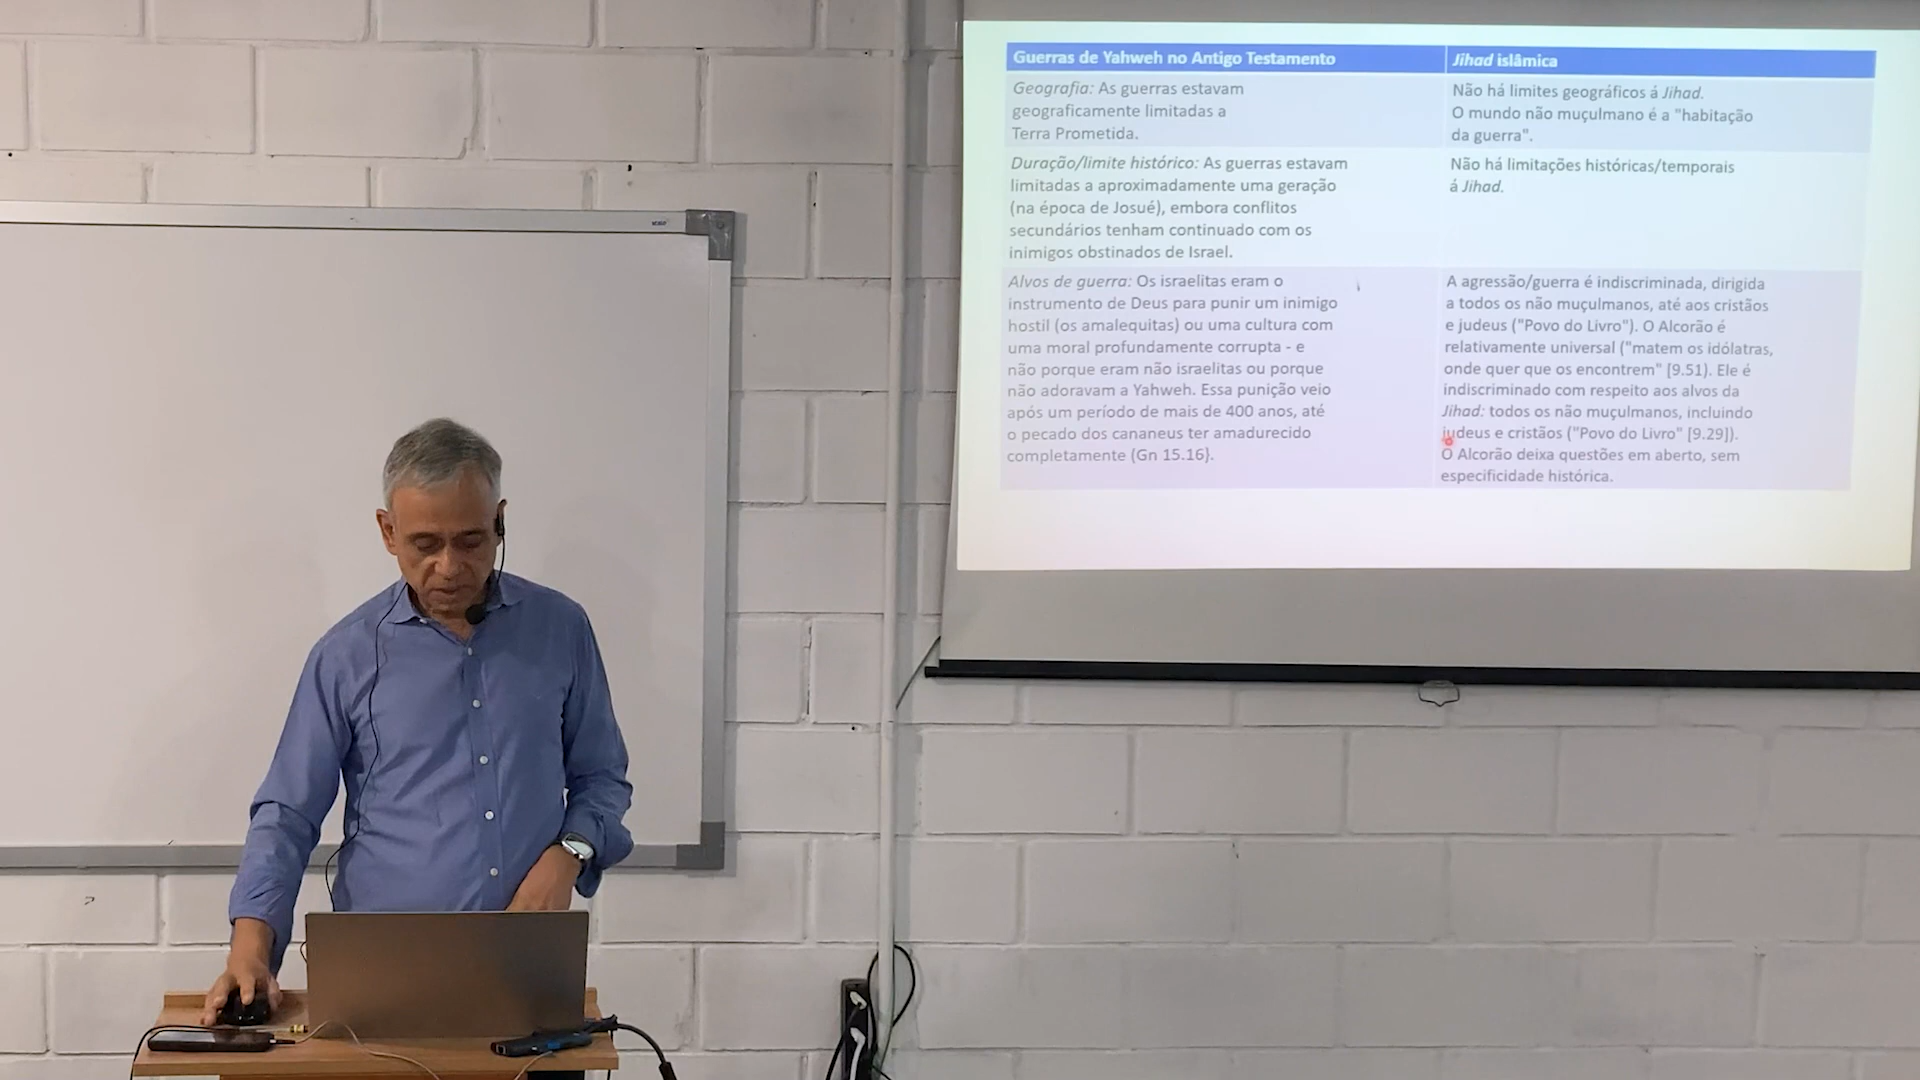 Guerras de Yahweh no Antigo Testamento
Jihad islâmica
Geografia: As guerras estavam
geograficamente limitadas a
Terra Prometida.
Não há limites geográficos á Jihad.
O mundo não muçulmano é a "habitação
da guerra".
Duração/limite histórico: As guerras estavam
limitadas a aproximadamente uma geração
(na época de Josué), embora conflitos
secundários tenham continuado com os
inimigos obstinados de Israel.
Não há limitações históricas/temporais
á Jihad.
Alvos de guerra: Os israelitas eram o
instrumento de Deus para punir um inimigo
hostil (os amalequitas) ou uma cultura com
uma moral profundamente corrupta - e
não porque eram não israelitas ou porque
não adoravam a Yahweh. Essa punição veio
após um período de mais de 400 anos, até
o pecado dos cananeus ter amadurecido
completamente (Gn 15.16}.
A agressão/guerra é indiscriminada, dirigida
a todos os não muçulmanos, até aos cristãos
e judeus ("Povo do Livro"). O Alcorão é
relativamente universal ("matem os idólatras,
onde quer que os encontrem" [9.51). Ele é
indiscriminado com respeito aos alvos da
Jihad: todos os não muçulmanos, incluindo
judeus e cristãos ("Povo do Livro" [9.29]).
O Alcorão deixa questões em aberto, sem
especificidade histórica.